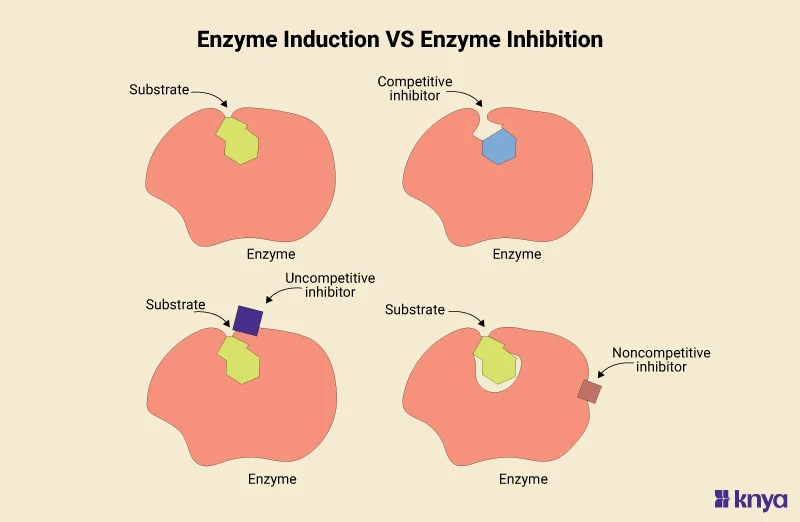 Enzyme Induction VS Enzyme Inhibition
Substrate
Competitive
inhibitor
Enzyme
Enzyme
Uncompetitive
inhibitor
Substrate
Substrate
Noncompetitive
inhibitor
Enzyme
Enzyme
knya